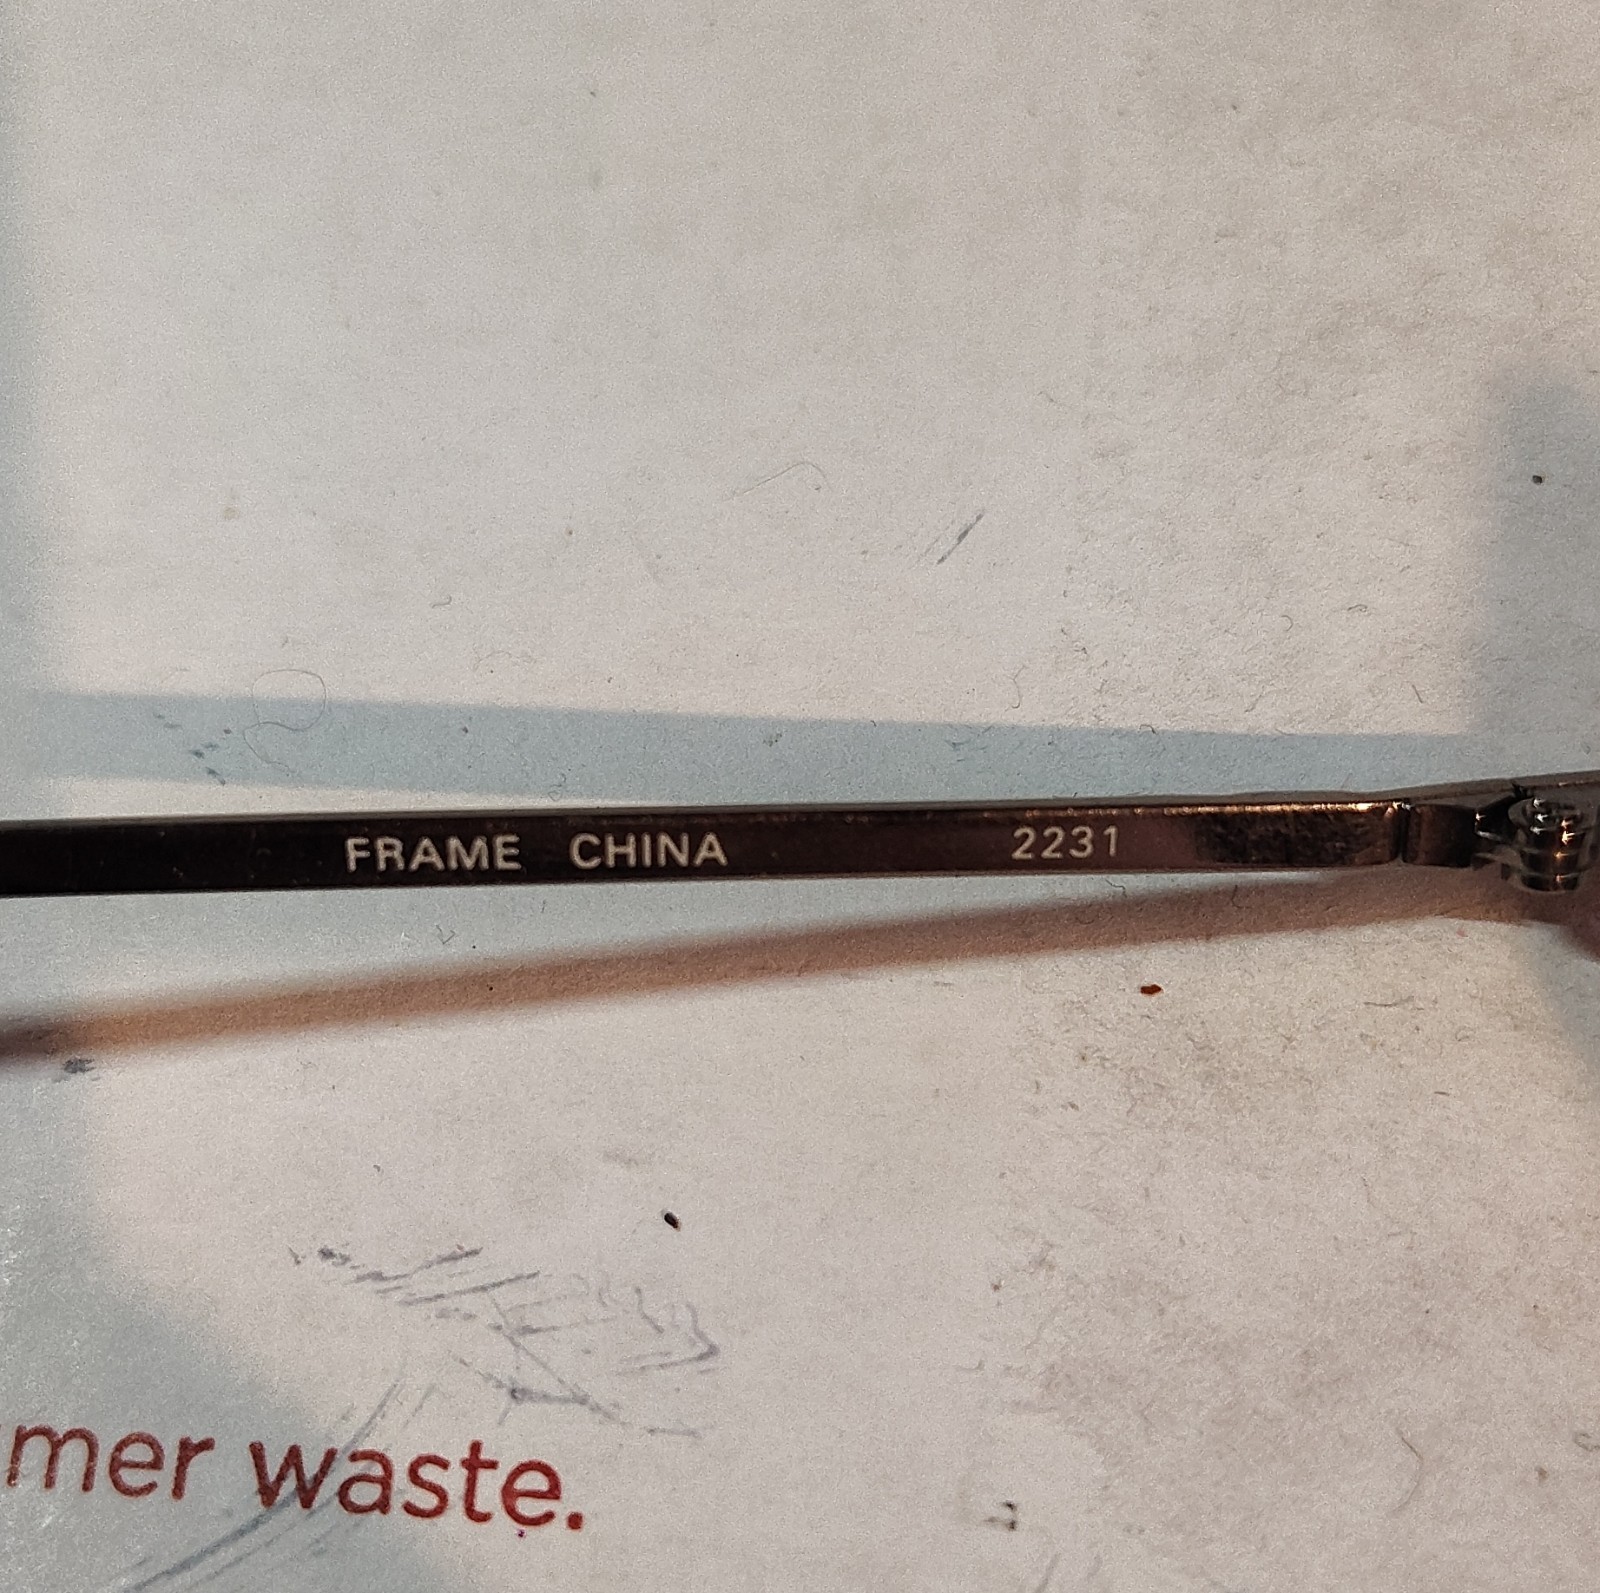 FRAME CHINA 2231
mer waste.